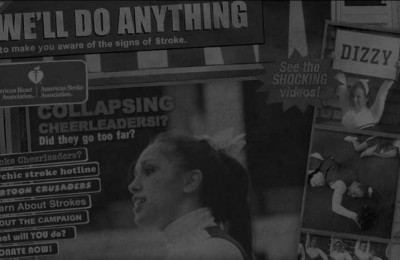 WE'LL DO ANYTHING
to make you aware of the signs of Stroke.
American Heart Association.
American Stroke Association.
See the
SHOCKING
videos!
DIZZY
COLLAPSING
CHEERLEADERS!?
Did they go too far?
Cheerleaders?
stroke hotline
CARTOON CRUSADERS
Learn About Strokes
ABOUT THE CAMPAIGN
What will YOU do?
DONATE NOW!